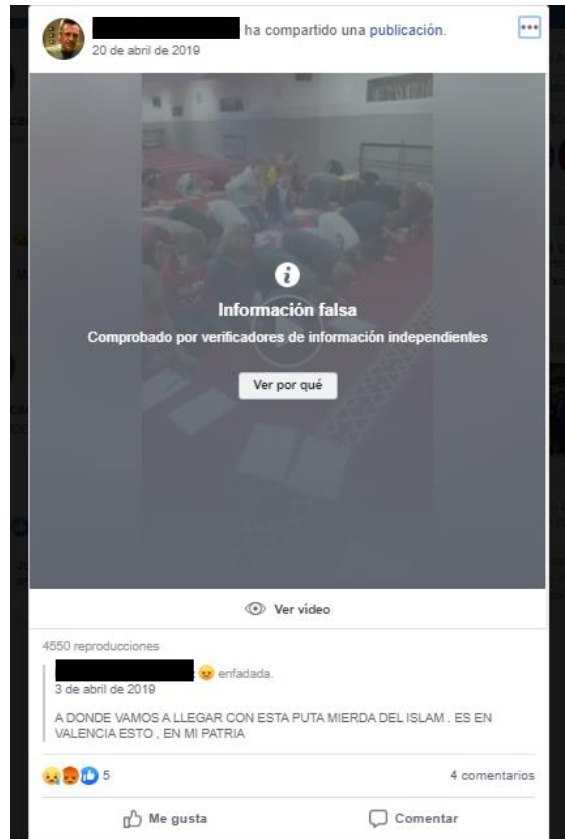 ha compartido una publicación.
20 de abril de 2019
Información falsa
Comprobado por verificadores de información independientes
Ver por qué
Ver video
4550 reproducciones
enfadada.
3 de abril de 2019
A DONDE VAMOS A LLEGAR CON ESTA PUTA MIERDA DEL ISLAM . ES EN
VALENCIA ESTO , EN MI PATRIA
5
4 comentarios
Me gusta
Comentar